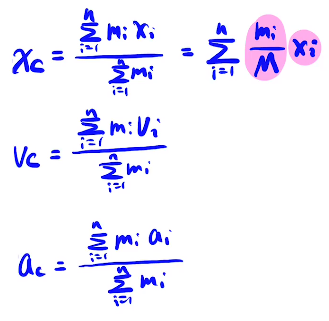 x_c = \frac{\sum_{i=1}^{n} m_i x_i}{\sum_{i=1}^{n} m_i} = \sum_{i=1}^{n} \frac{m_i}{M} x_i
v_c = \frac{\sum_{i=1}^{n} m_i v_i}{\sum_{i=1}^{n} m_i}
a_c = \frac{\sum_{i=1}^{n} m_i a_i}{\sum_{i=1}^{n} m_i}